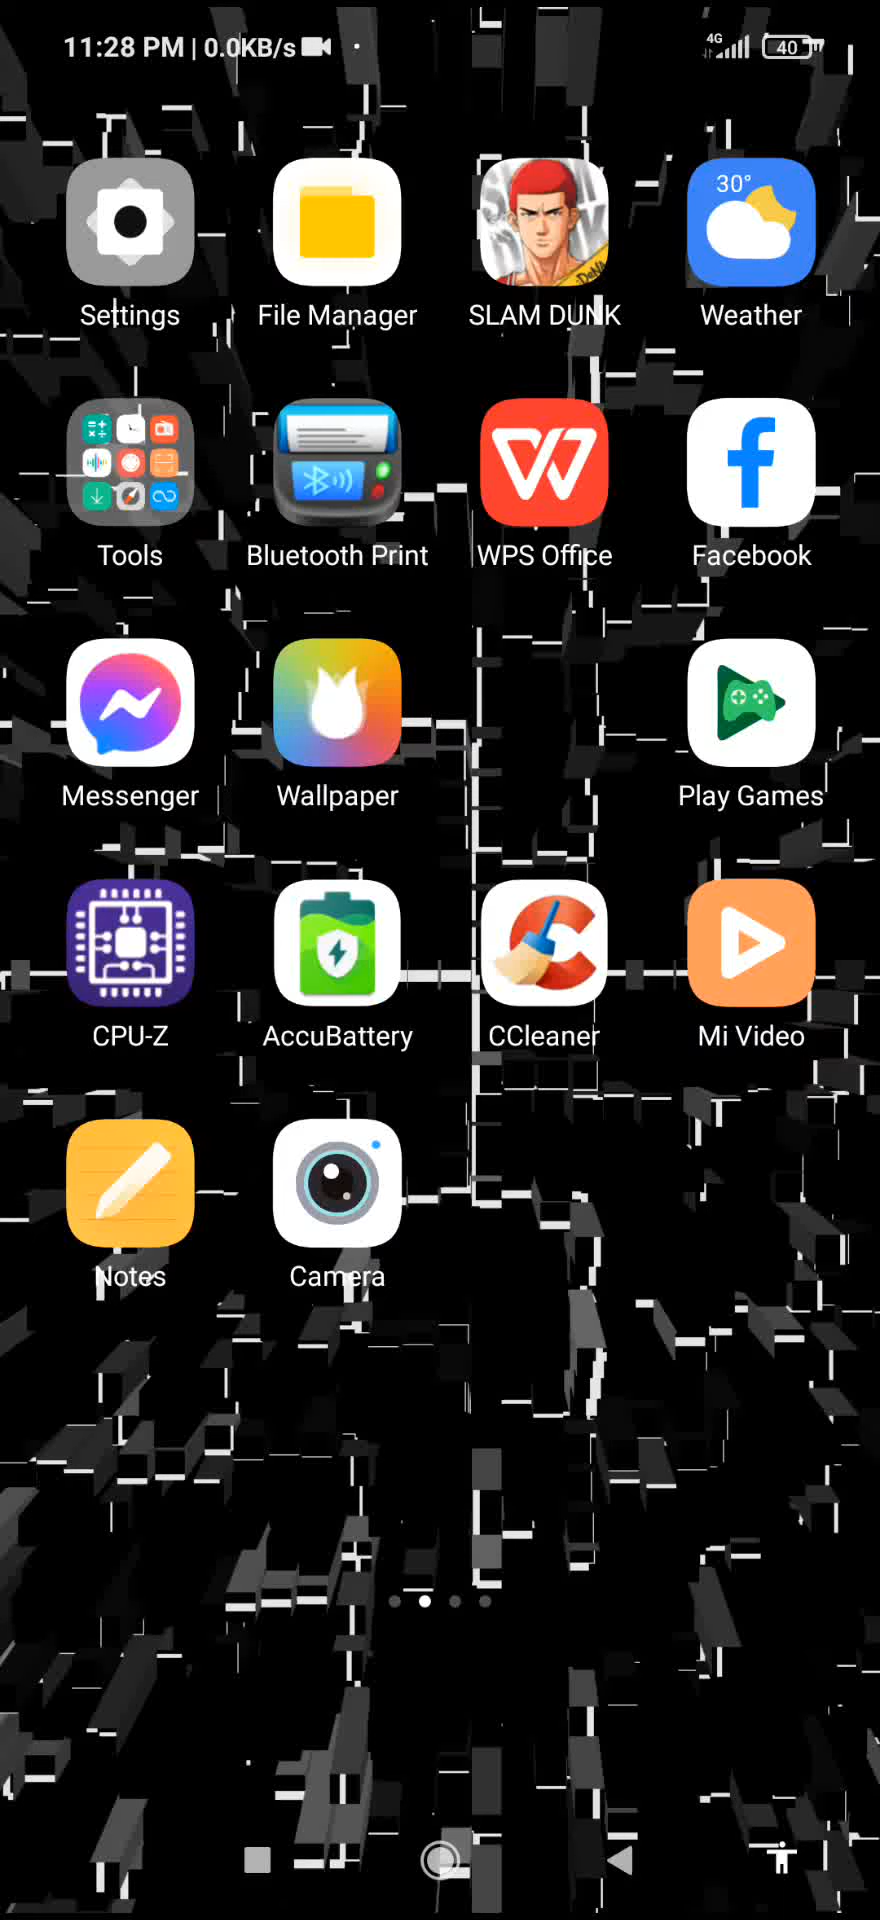 11:28 PM | 0.0KB/s
4G
40
30°
Settings
File Manager
SLAM DUNK
Weather
Tools
Bluetooth Print
WPS Office
Facebook
Messenger
Wallpaper
Play Games
CPU-Z
AccuBattery
CCleaner
Mi Video
Notes
Camera